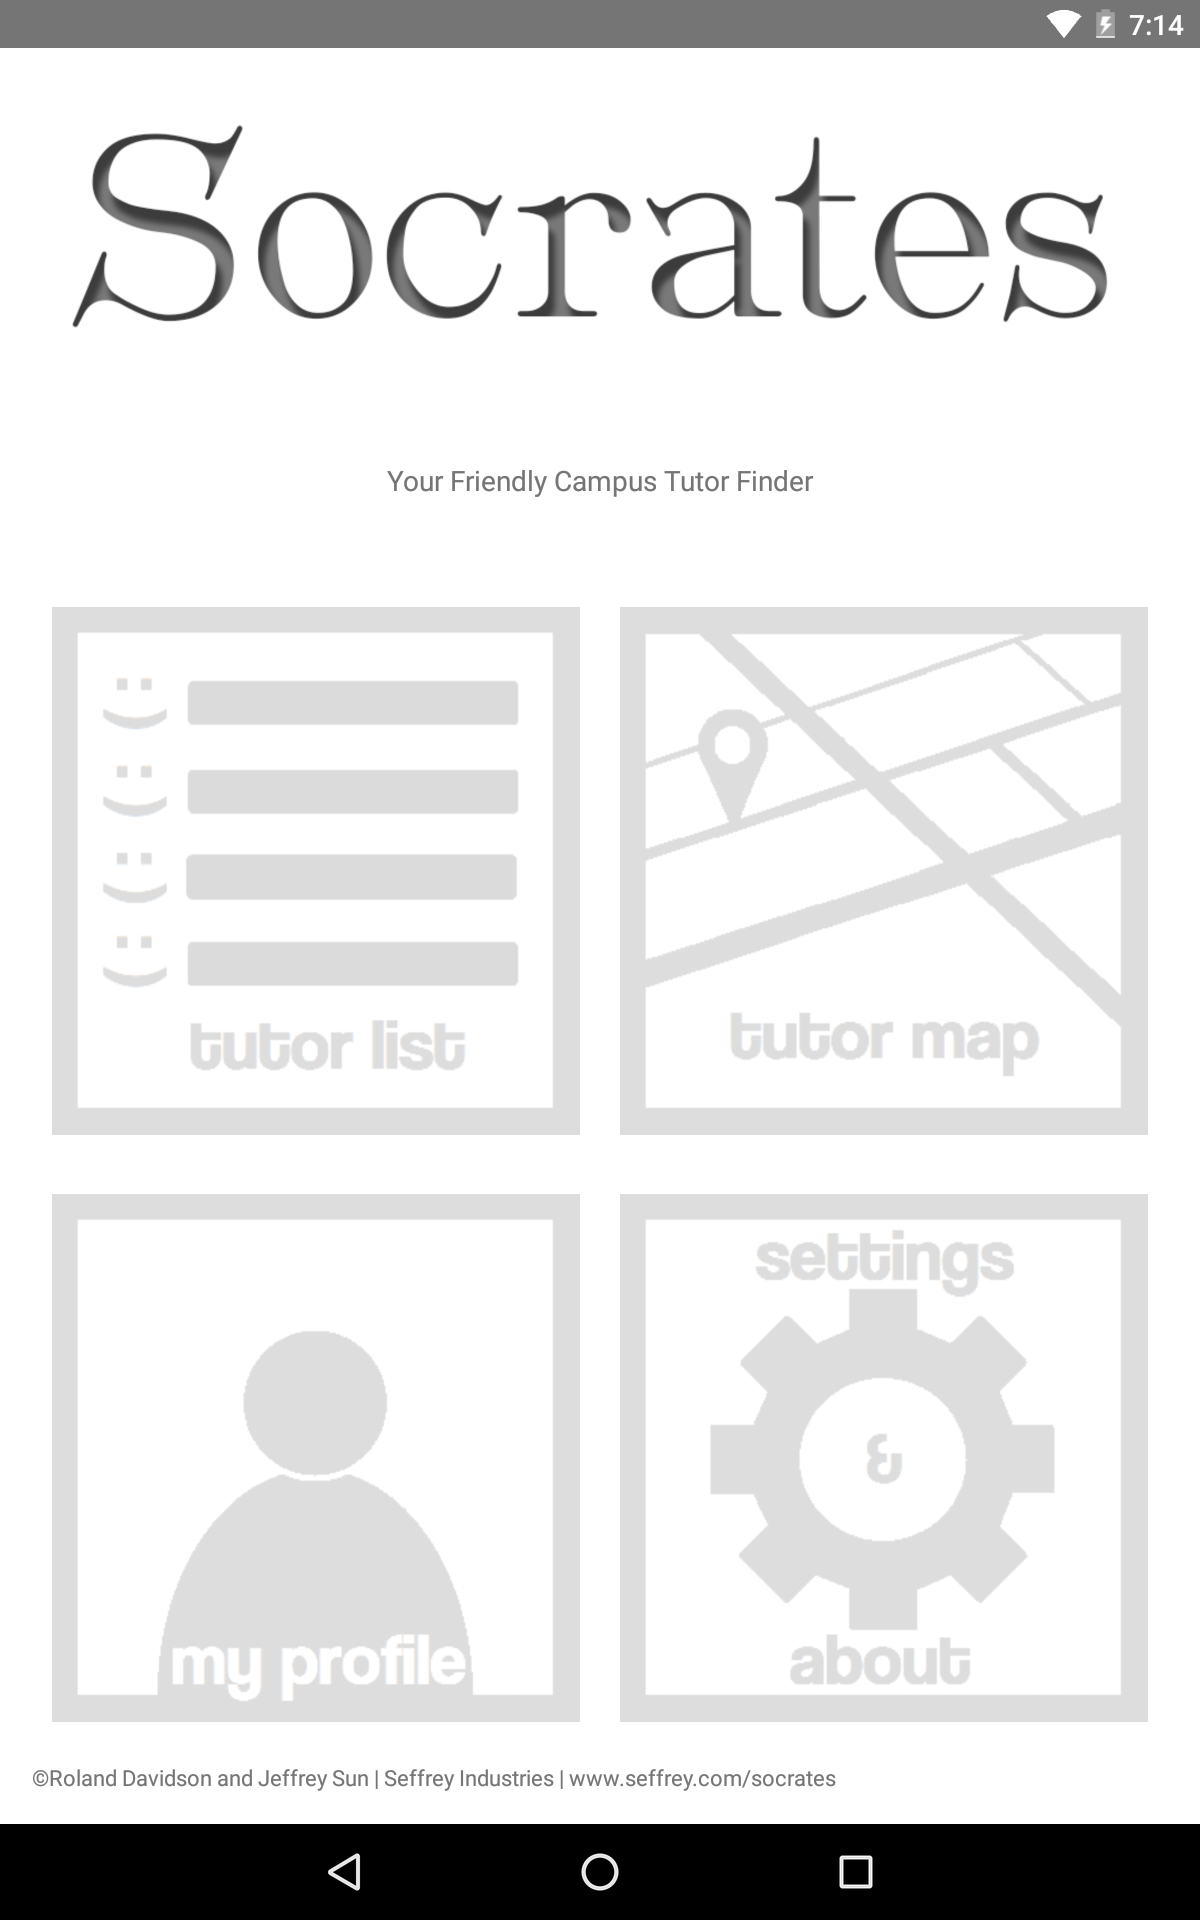 7:14
Socrates
Your Friendly Campus Tutor Finder
tutor list
tutor map
my profile
settings
&
about
©Roland Davidson and Jeffrey Sun | Seffrey Industries | www.seffrey.com/socrates